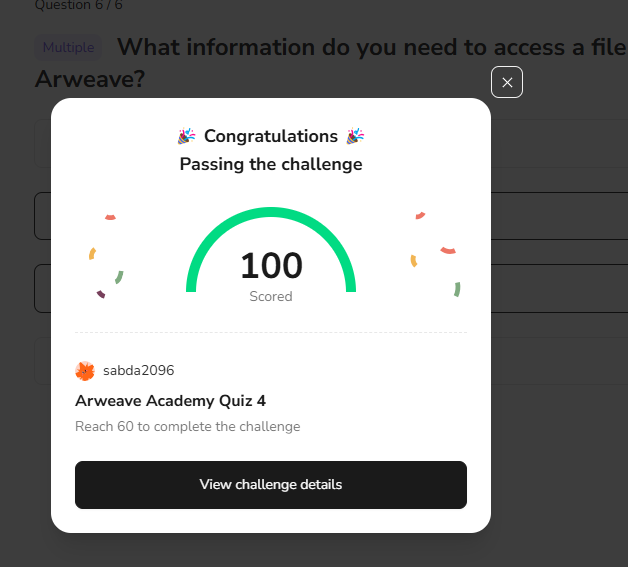 Question 6 / 6
Multiple What information do you need to access a file
Arweave?
Congratulations
Passing the challenge
100
Scored
sabda2096
Arweave Academy Quiz 4
Reach 60 to complete the challenge
View challenge details